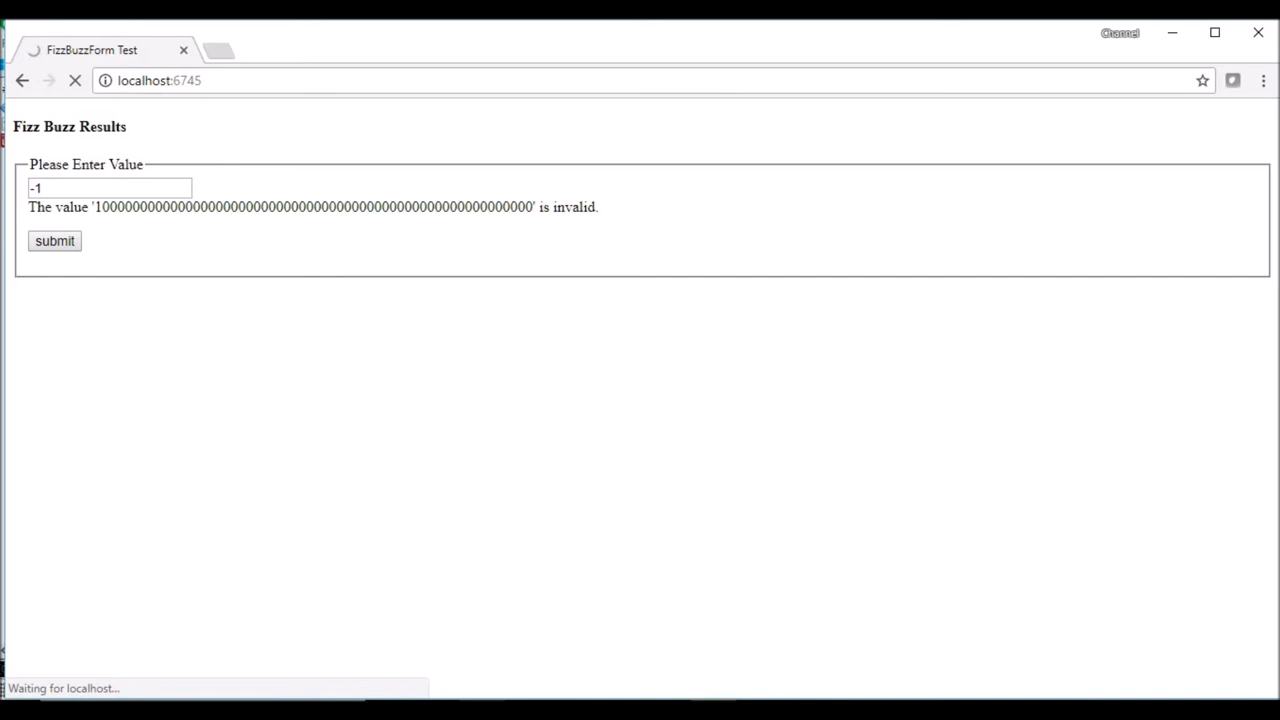 Channel
FizzBuzzForm Test
localhost:6745
Fizz Buzz Results
Please Enter Value
-1
The value '10000000000000000000000000000000000000000000000000000000000' is invalid.
submit
Waiting for localhost...